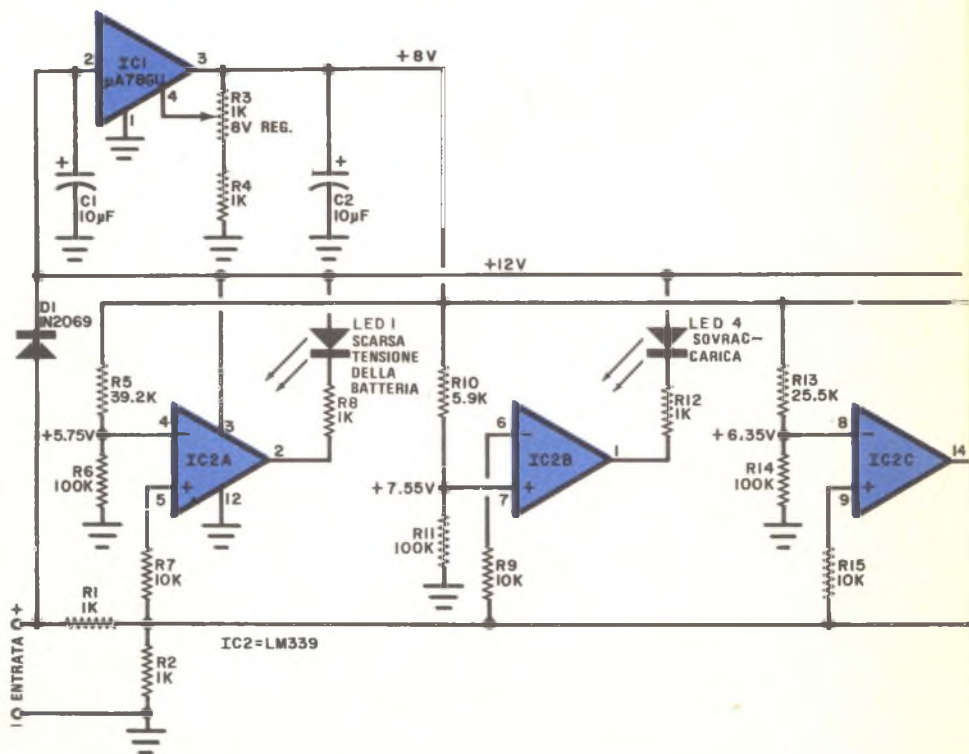 IC1
µA78GU
2
3
4
1
+8V
R3
1K
8V REG.
+
C1
10µF
R4
1K
+
C2
10µF
+12V
D1
1N2069
R5
39.2K
LED 1
SCARSA
TENSIONE
DELLA
BATTERIA
R8
1K
R10
5.9K
LED 4
SOVRAC-
CARICA
R12
1K
R13
25.5K
+5.75V
4
-
3
IC2A
2
R6
100K
5
+
12
+7.55V
6
-
IC2B
1
+
7
+6.35V
8
-
IC2C
14
R14
100K
+
9
R7
10K
R11
100K
R9
10K
R15
10K
R1
1K
IC2=LM339
R2
1K
+
ENTRATA
-